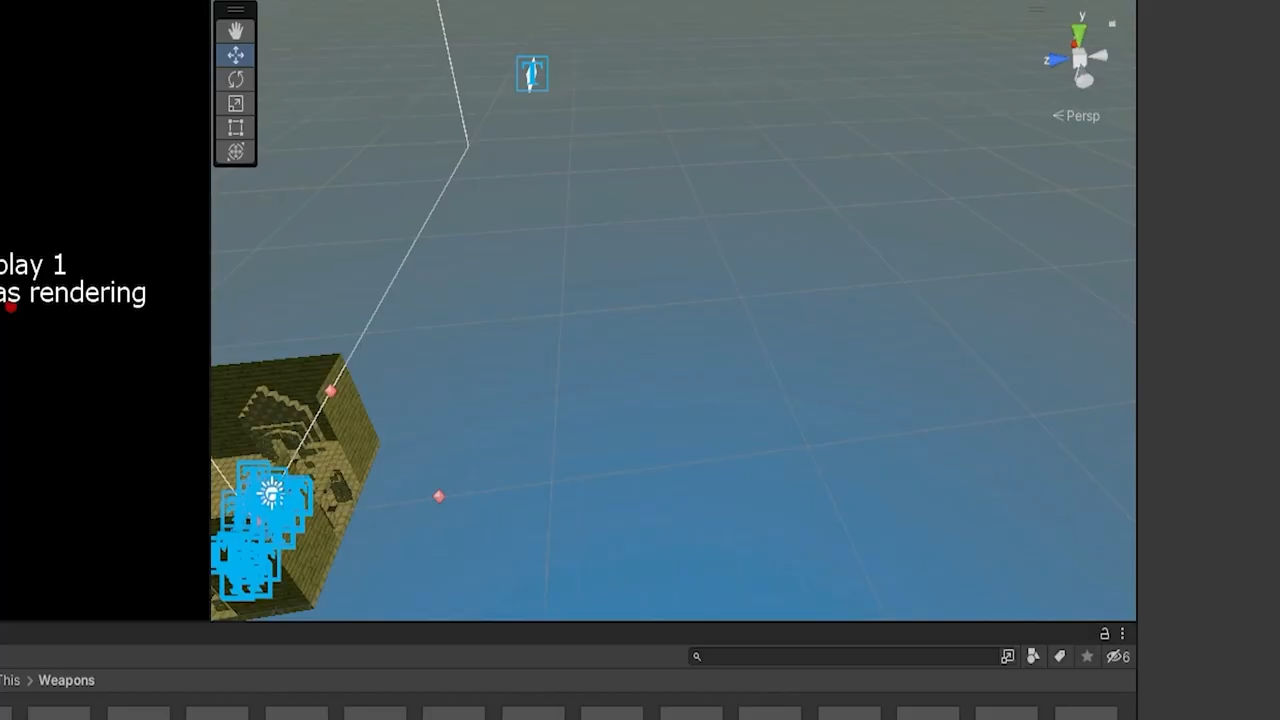 y
z
< Persp
play 1
as rendering
6
This > Weapons